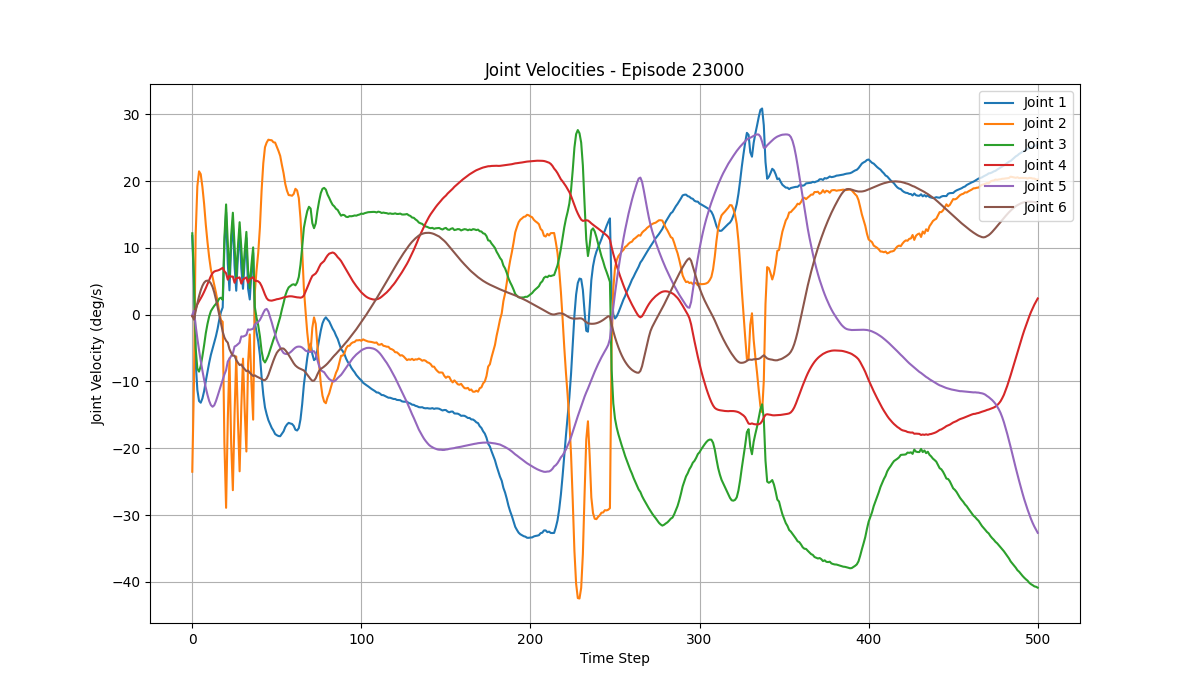 Joint Velocities - Episode 23000
Joint Velocity (deg/s)
30
20
10
0
−10
−20
−30
−40
Joint 1
Joint 2
Joint 3
Joint 4
Joint 5
Joint 6
0
100
200
300
400
500
Time Step